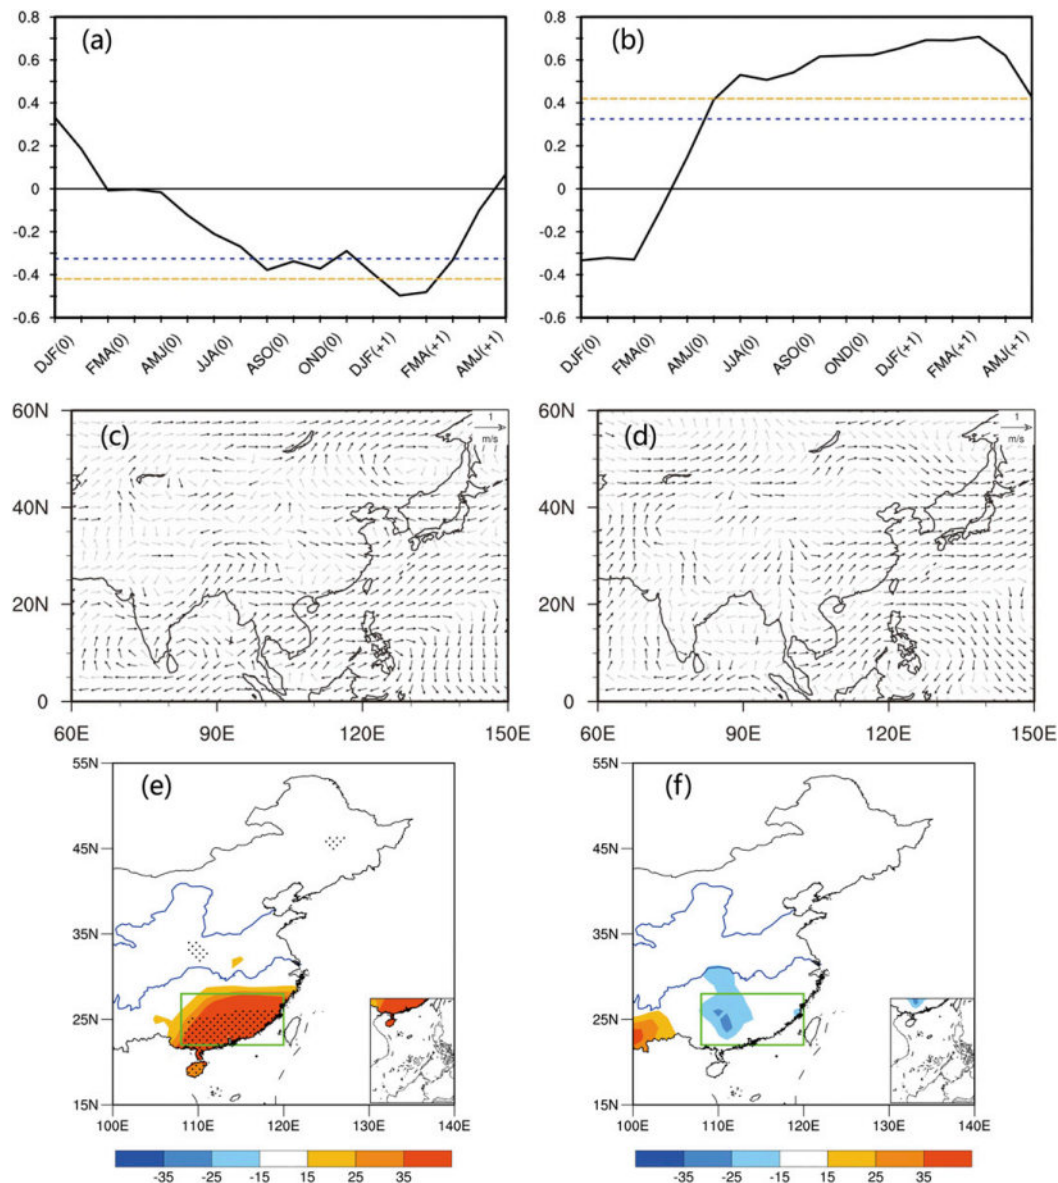 (a)
0.8
0.6
0.4
0.2
0
-0.2
-0.4
-0.6
DJF(0)
FMA(0)
AMJ(0)
JJA(0)
ASO(0)
OND(0)
DJF(+1)
FMA(+1)
AMJ(+1)
(b)
0.8
0.6
0.4
0.2
0
-0.2
-0.4
-0.6
DJF(0)
FMA(0)
AMJ(0)
JJA(0)
ASO(0)
OND(0)
DJF(+1)
FMA(+1)
AMJ(+1)
(c)
1
m/s
60N
40N
20N
0
60E
90E
120E
150E
(d)
1
m/s
60N
40N
20N
0
60E
90E
120E
150E
(e)
55N
45N
35N
25N
15N
100E
110E
120E
130E
140E
-35
-25
-15
15
25
35
(f)
55N
45N
35N
25N
15N
100E
110E
120E
130E
140E
-35
-25
-15
15
25
35